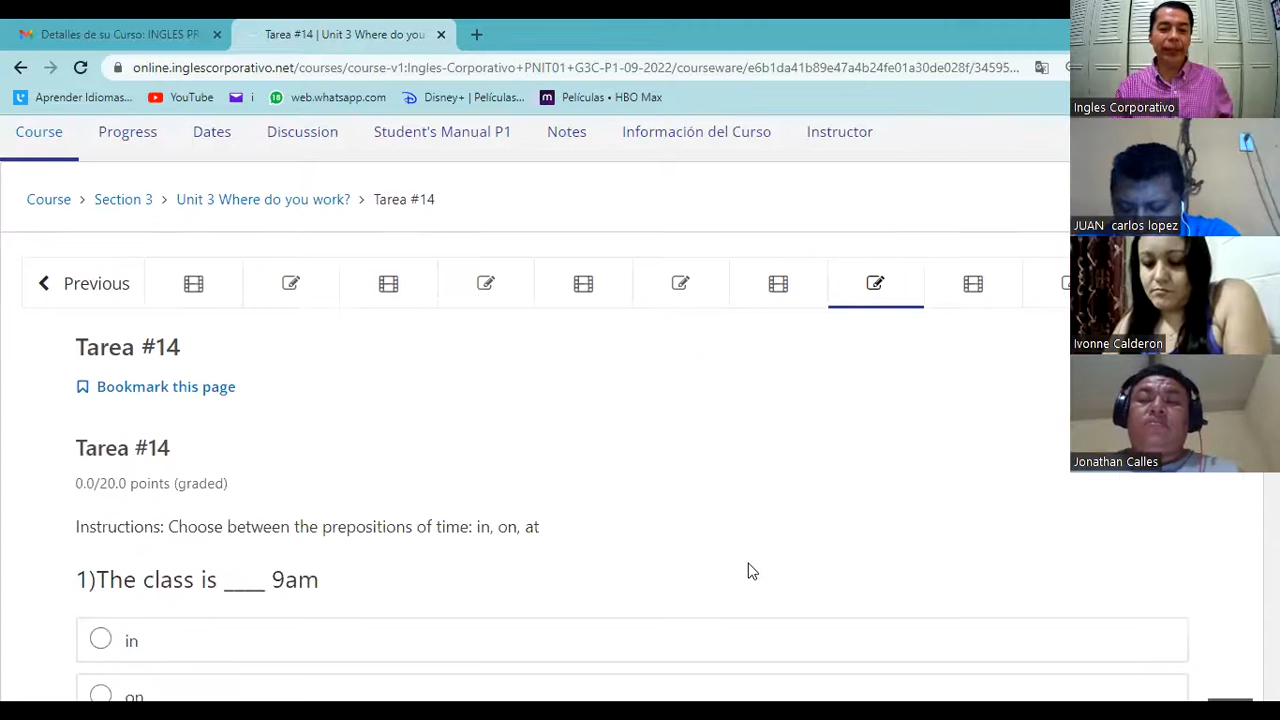 Detalles de su Curso: INGLES PR
Tarea #14 | Unit 3 Where do you
online.inglescorporativo.net/courses/course-v1:Ingles-Corporativo+PNIT01+G3C-P1-09-2022/courseware/e6b1da41b89e47a4b24fe01a30de028f/34595...
Aprender Idiomas...
YouTube
i
web.whatsapp.com
Disney+ | Películas...
Películas • HBO Max
Course
Progress
Dates
Discussion
Student's Manual P1
Notes
Información del Curso
Instructor
Course > Section 3 > Unit 3 Where do you work? > Tarea #14
Previous
Tarea #14
Bookmark this page
Tarea #14
0.0/20.0 points (graded)
Instructions: Choose between the prepositions of time: in, on, at
1)The class is ____ 9am
in
on
Ingles Corporativo
JUAN carlos lopez
Ivonne Calderon
Jonathan Calles